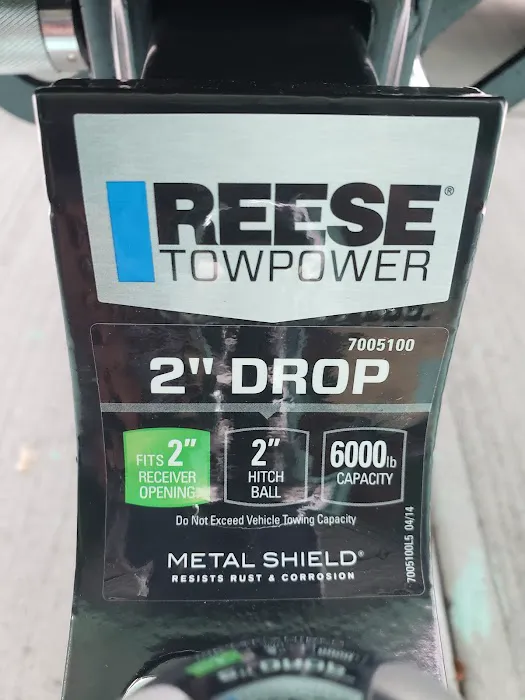 REESE®
TOWPOWER
7005100
2" DROP
FITS 2" RECEIVER OPENING
2" HITCH BALL
6000lb CAPACITY
Do Not Exceed Vehicle Towing Capacity
METAL SHIELD®
RESISTS RUST & CORROSION
7005100L5 04/14